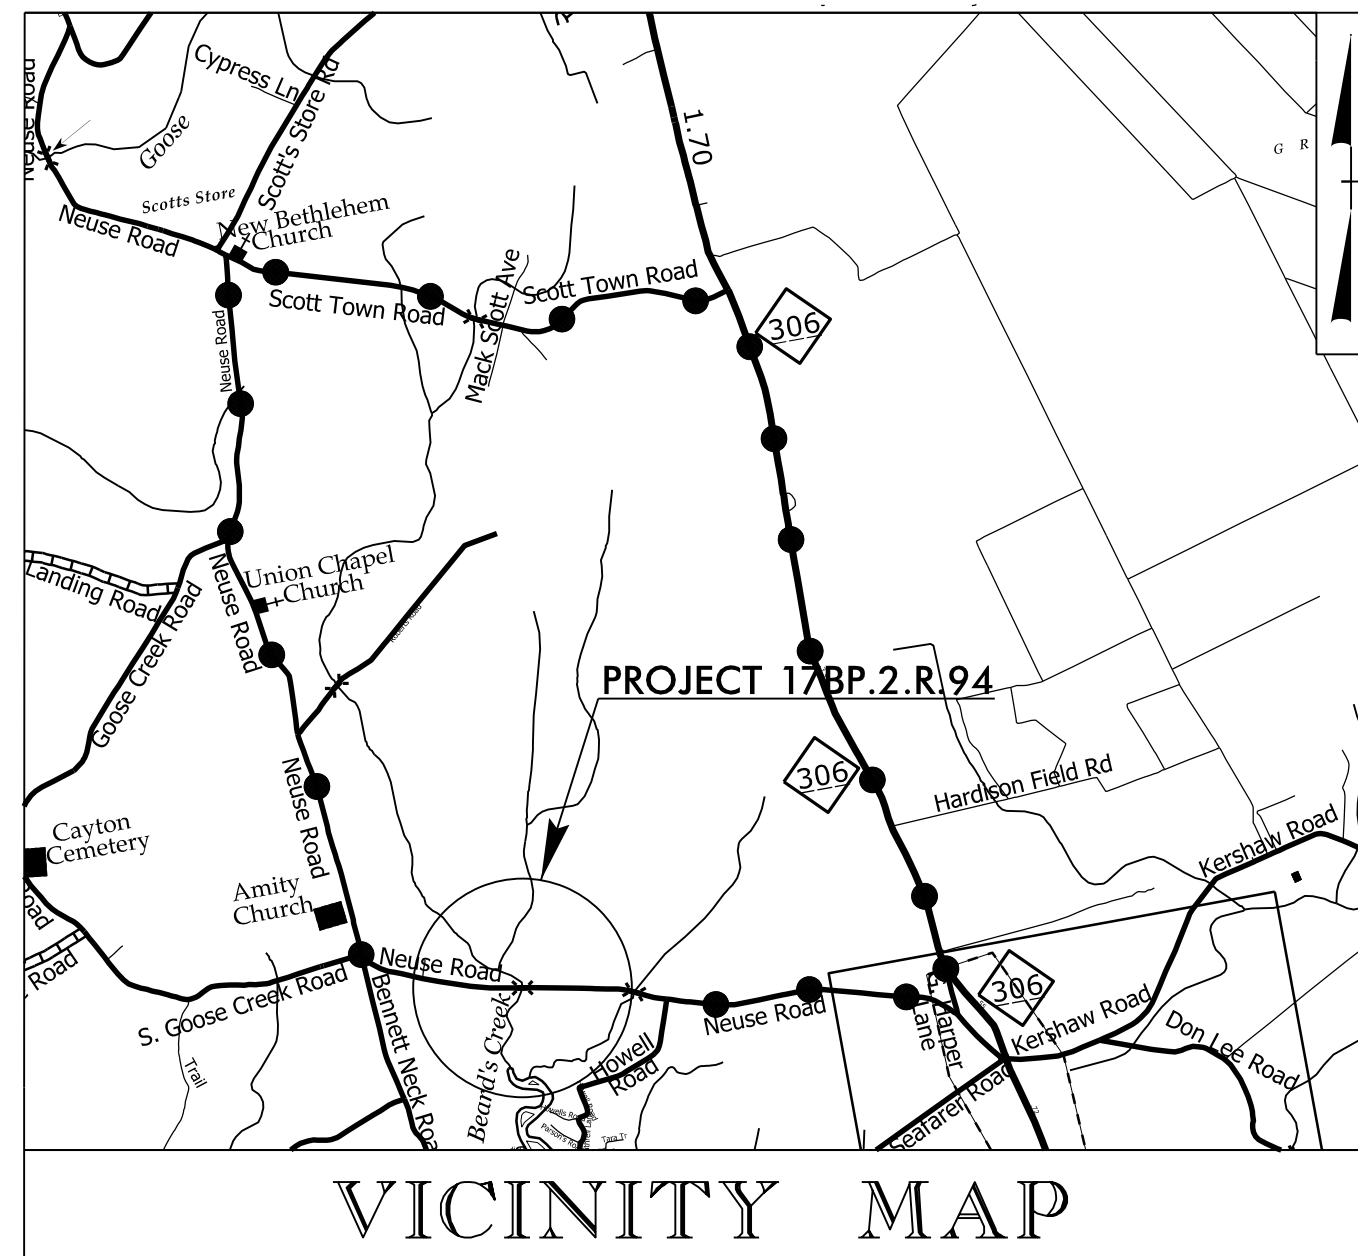 Neuse Road
Cypress Ln
Scott's Store Rd
Goose
1.70
G R
Scotts Store
Neuse Road
New Bethlehem
Church
Scott Town Road
Mack Scott Ave
Scott Town Road
306
Neuse Road
Landing Road
Neuse Road
Union Chapel
Church
Goose Creek Road
PROJECT 17BP.2.R.94
306
Hardison Field Rd
Neuse Road
Cayton
Cemetery
Kershaw Road
Amity
Church
Road
Neuse Road
S. Goose Creek Road
Bennett Neck Roa
Beard's Creek
Neuse Road
Harper
Lane
306
Kershaw Road
Don Lee Road
Howell
Road
Trail
Seafarer Road
Tara Tr
VICINITY MAP